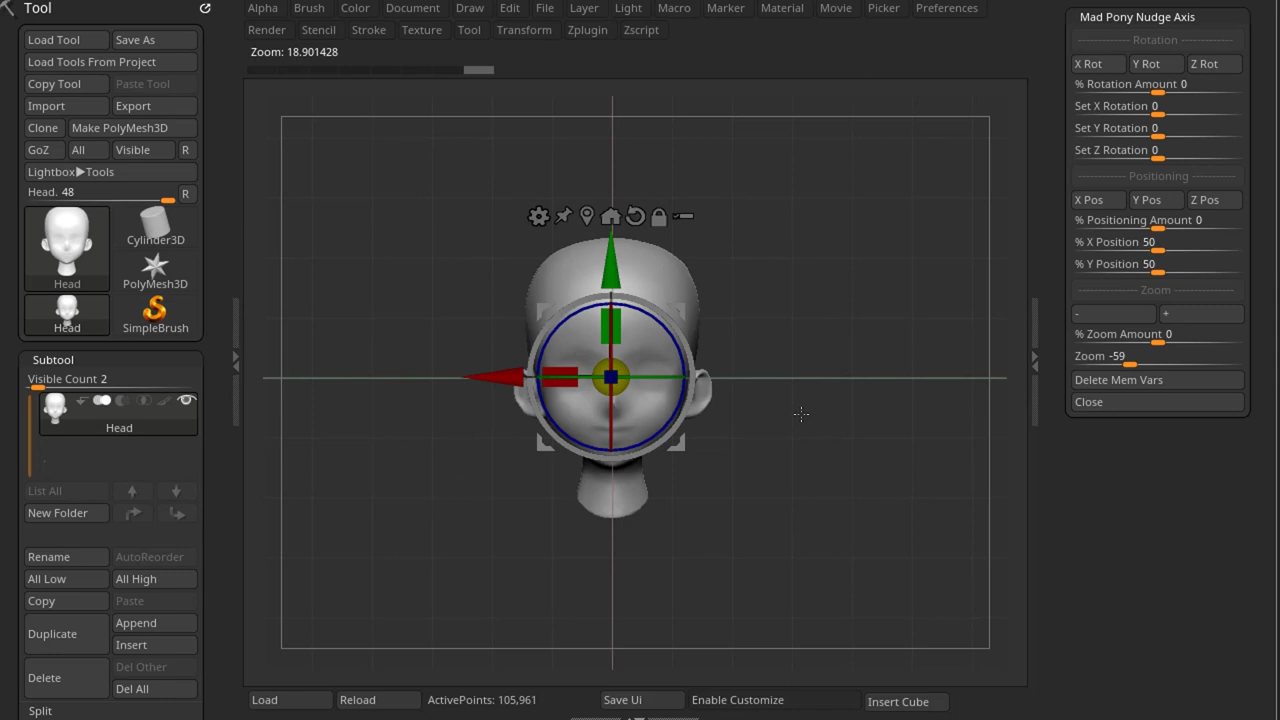 Tool
Load Tool Save As
Load Tools From Project
Copy Tool Paste Tool
Import Export
Clone Make PolyMesh3D
GoZ All Visible R
Lightbox▶Tools
Head. 48 R
Head
Cylinder3D
PolyMesh3D
Head
SimpleBrush
Subtool
Visible Count 2
Head
List All
New Folder
Rename AutoReorder
All Low All High
Copy Paste
Duplicate Append
Insert
Delete Del Other
Del All
Split
Alpha Brush Color Document Draw Edit File Layer Light Macro Marker Material Movie Picker Preferences
Render Stencil Stroke Texture Tool Transform Zplugin Zscript
Zoom: 18.901428
Load Reload ActivePoints: 105,961 Save Ui Enable Customize Insert Cube
Mad Pony Nudge Axis
Rotation
X Rot Y Rot Z Rot
% Rotation Amount 0
Set X Rotation 0
Set Y Rotation 0
Set Z Rotation 0
Positioning
X Pos Y Pos Z Pos
% Positioning Amount 0
% X Position 50
% Y Position 50
Zoom
- +
% Zoom Amount 0
Zoom -59
Delete Mem Vars
Close